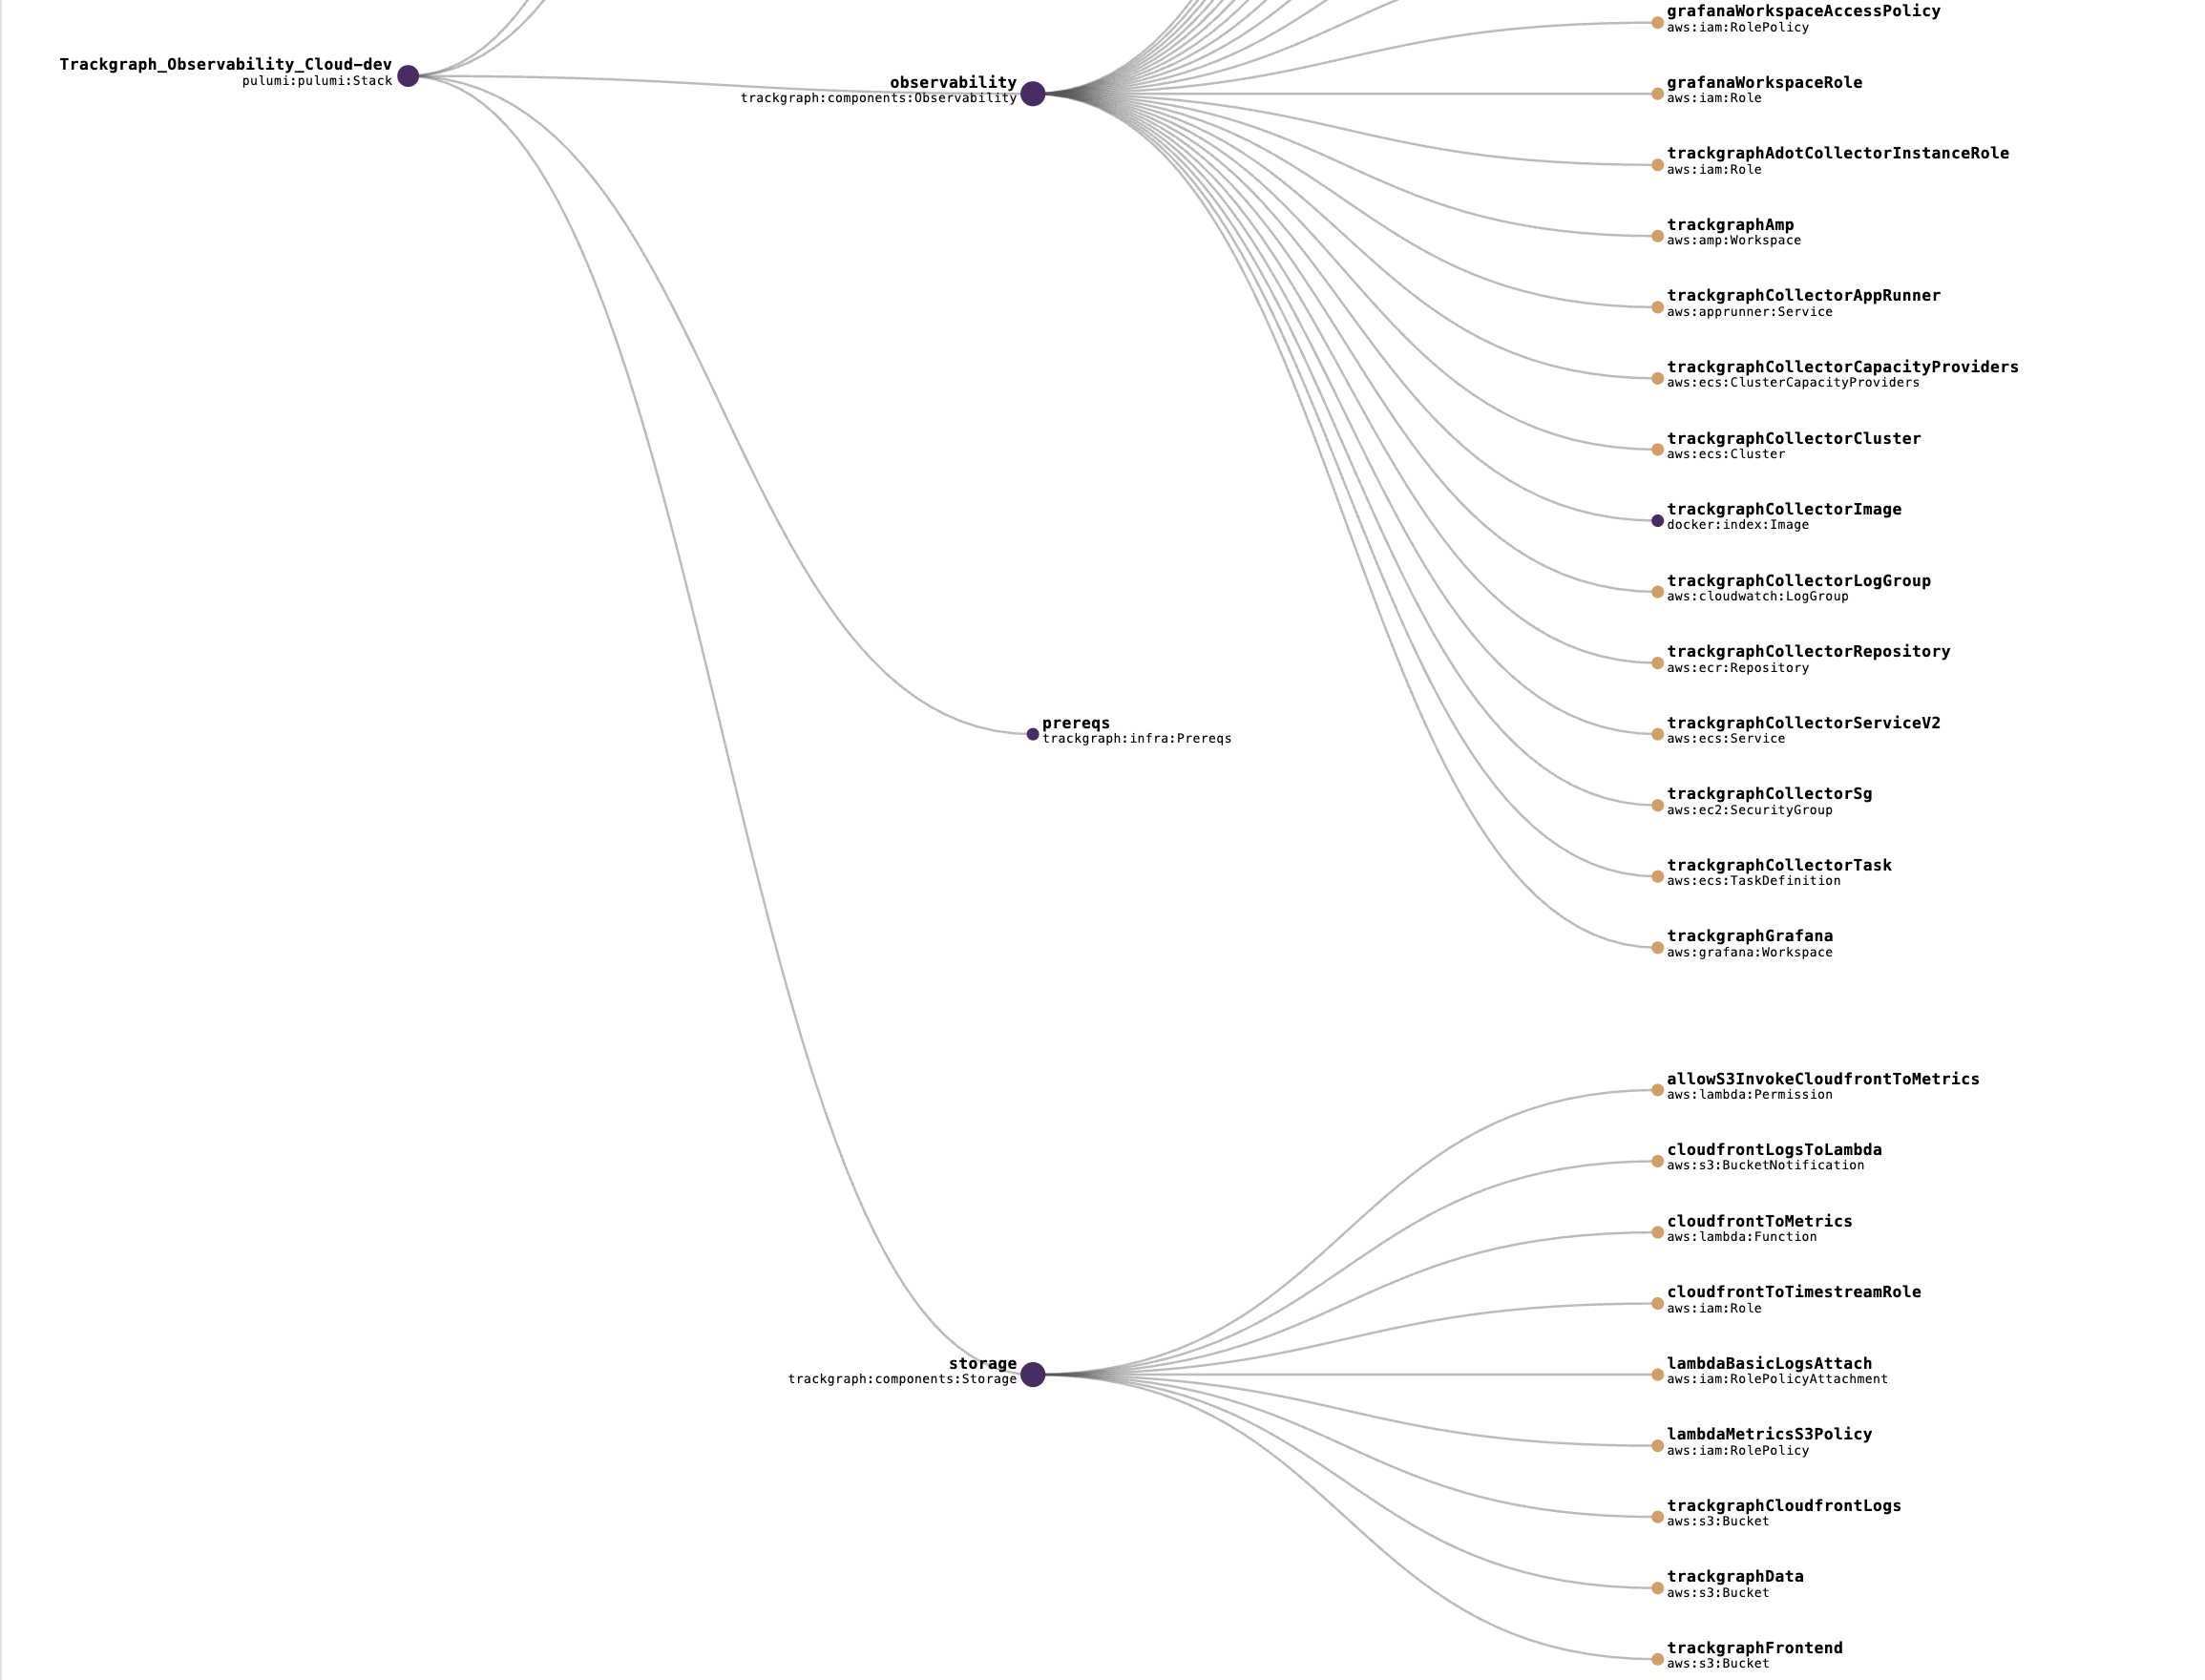 Trackgraph_Observability_Cloud-dev
pulumi:pulumi:Stack
observability
trackgraph:components:Observability
grafanaWorkspaceAccessPolicy
aws:iam:RolePolicy
grafanaWorkspaceRole
aws:iam:Role
trackgraphAdotCollectorInstanceRole
aws:iam:Role
trackgraphAmp
aws:amp:Workspace
trackgraphCollectorAppRunner
aws:apprunner:Service
trackgraphCollectorCapacityProviders
aws:ecs:ClusterCapacityProviders
trackgraphCollectorCluster
aws:ecs:Cluster
trackgraphCollectorImage
docker:index:Image
trackgraphCollectorLogGroup
aws:cloudwatch:LogGroup
trackgraphCollectorRepository
aws:ecr:Repository
prereqs
trackgraph:infra:Prereqs
trackgraphCollectorServiceV2
aws:ecs:Service
trackgraphCollectorSg
aws:ec2:SecurityGroup
trackgraphCollectorTask
aws:ecs:TaskDefinition
trackgraphGrafana
aws:grafana:Workspace
storage
trackgraph:components:Storage
allowS3InvokeCloudfrontToMetrics
aws:lambda:Permission
cloudfrontLogsToLambda
aws:s3:BucketNotification
cloudfrontToMetrics
aws:lambda:Function
cloudfrontToTimestreamRole
aws:iam:Role
lambdaBasicLogsAttach
aws:iam:RolePolicyAttachment
lambdaMetricsS3Policy
aws:iam:RolePolicy
trackgraphCloudfrontLogs
aws:s3:Bucket
trackgraphData
aws:s3:Bucket
trackgraphFrontend
aws:s3:Bucket